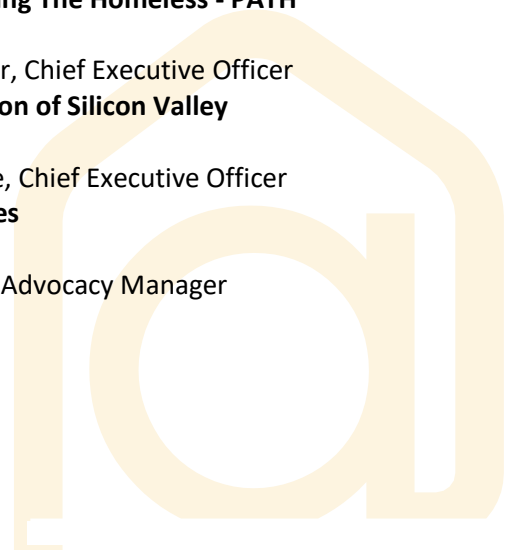 ng The Homeless - PATH
r, Chief Executive Officer
on of Silicon Valley
, Chief Executive Officer
es
Advocacy Manager